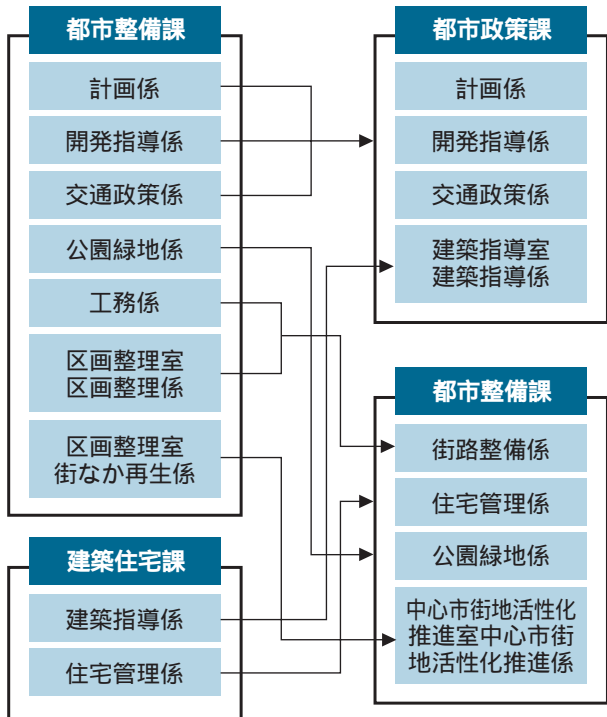 都市整備課
計画係
開発指導係
交通政策係
公園緑地係
工務係
区画整理室
区画整理係
区画整理室
街なか再生係
建築住宅課
建築指導係
住宅管理係
都市政策課
計画係
開発指導係
交通政策係
建築指導室
建築指導係
都市整備課
街路整備係
住宅管理係
公園緑地係
中心市街地活性化
推進室中心市街
地活性化推進係